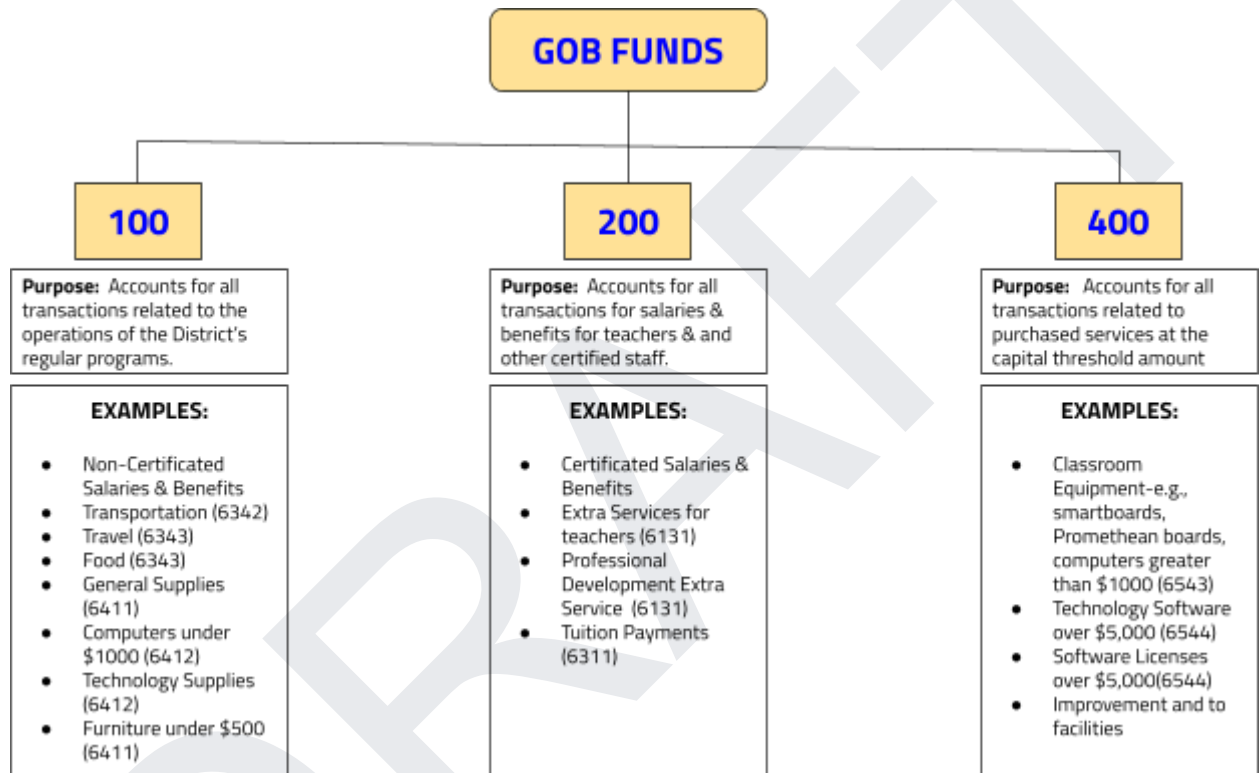 GOB FUNDS
100
Purpose: Accounts for all
transactions related to the
operations of the District's
regular programs.
EXAMPLES:
● Non-Certificated
Salaries & Benefits
● Transportation (6342)
● Travel (6343)
● Food (6343)
● General Supplies
(6411)
● Computers under
$1000 (6412)
● Technology Supplies
(6412)
● Furniture under $500
(6411)
200
Purpose: Accounts for all
transactions for salaries &
benefits for teachers & and
other certified staff.
EXAMPLES:
● Certificated Salaries &
Benefits
● Extra Services for
teachers (6131)
● Professional
Development Extra
Service (6131)
● Tuition Payments
(6311)
400
Purpose: Accounts for all
transactions related to
purchased services at the
capital threshold amount
EXAMPLES:
● Classroom
Equipment-e.g.,
smartboards,
Promethean boards,
computers greater
than $1000 (6543)
● Technology Software
over $5,000 (6544)
● Software Licenses
over $5,000(6544)
● Improvement and to
facilities
DRAFT